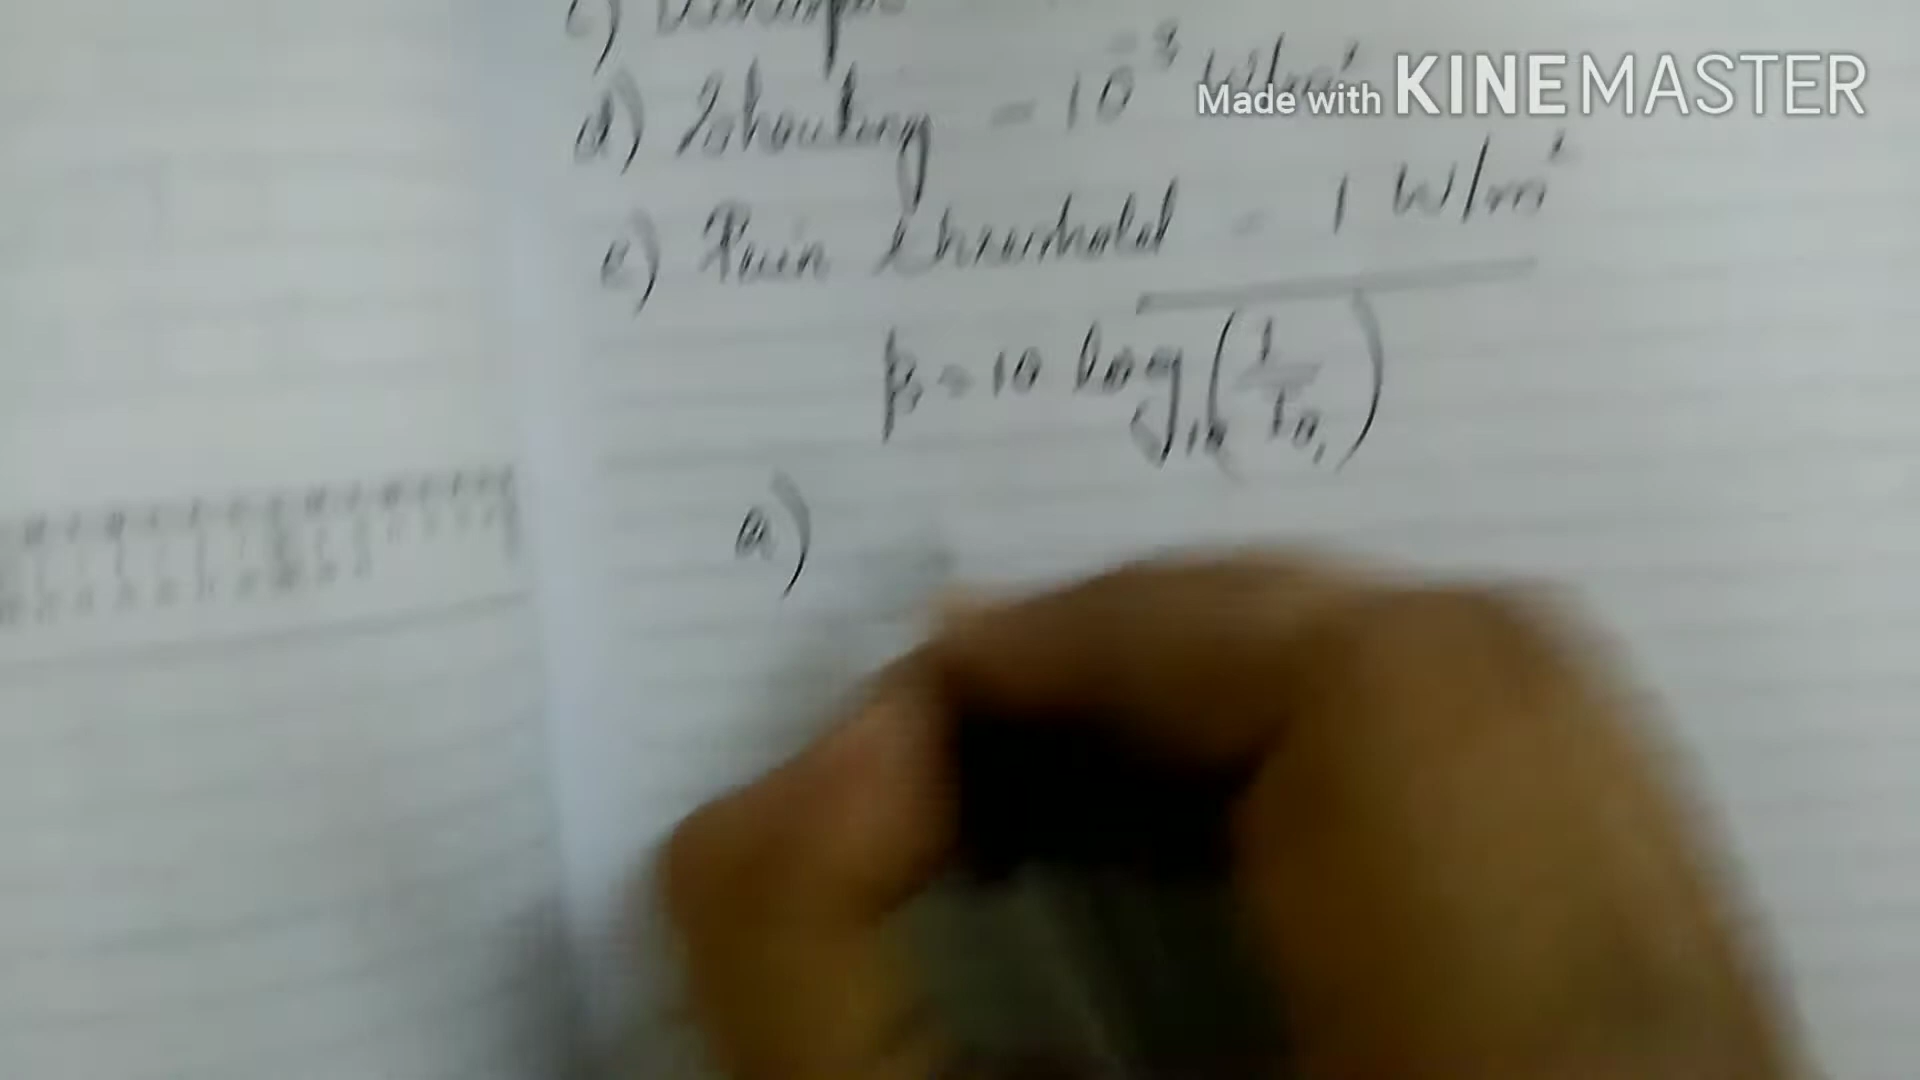 c)
d) Shouting - 10⁻³ W/m²
Made with KINEMASTER
e) Pain threshold - 1 W/m²
β = 10 log₁₀ (I/I₀)
a)